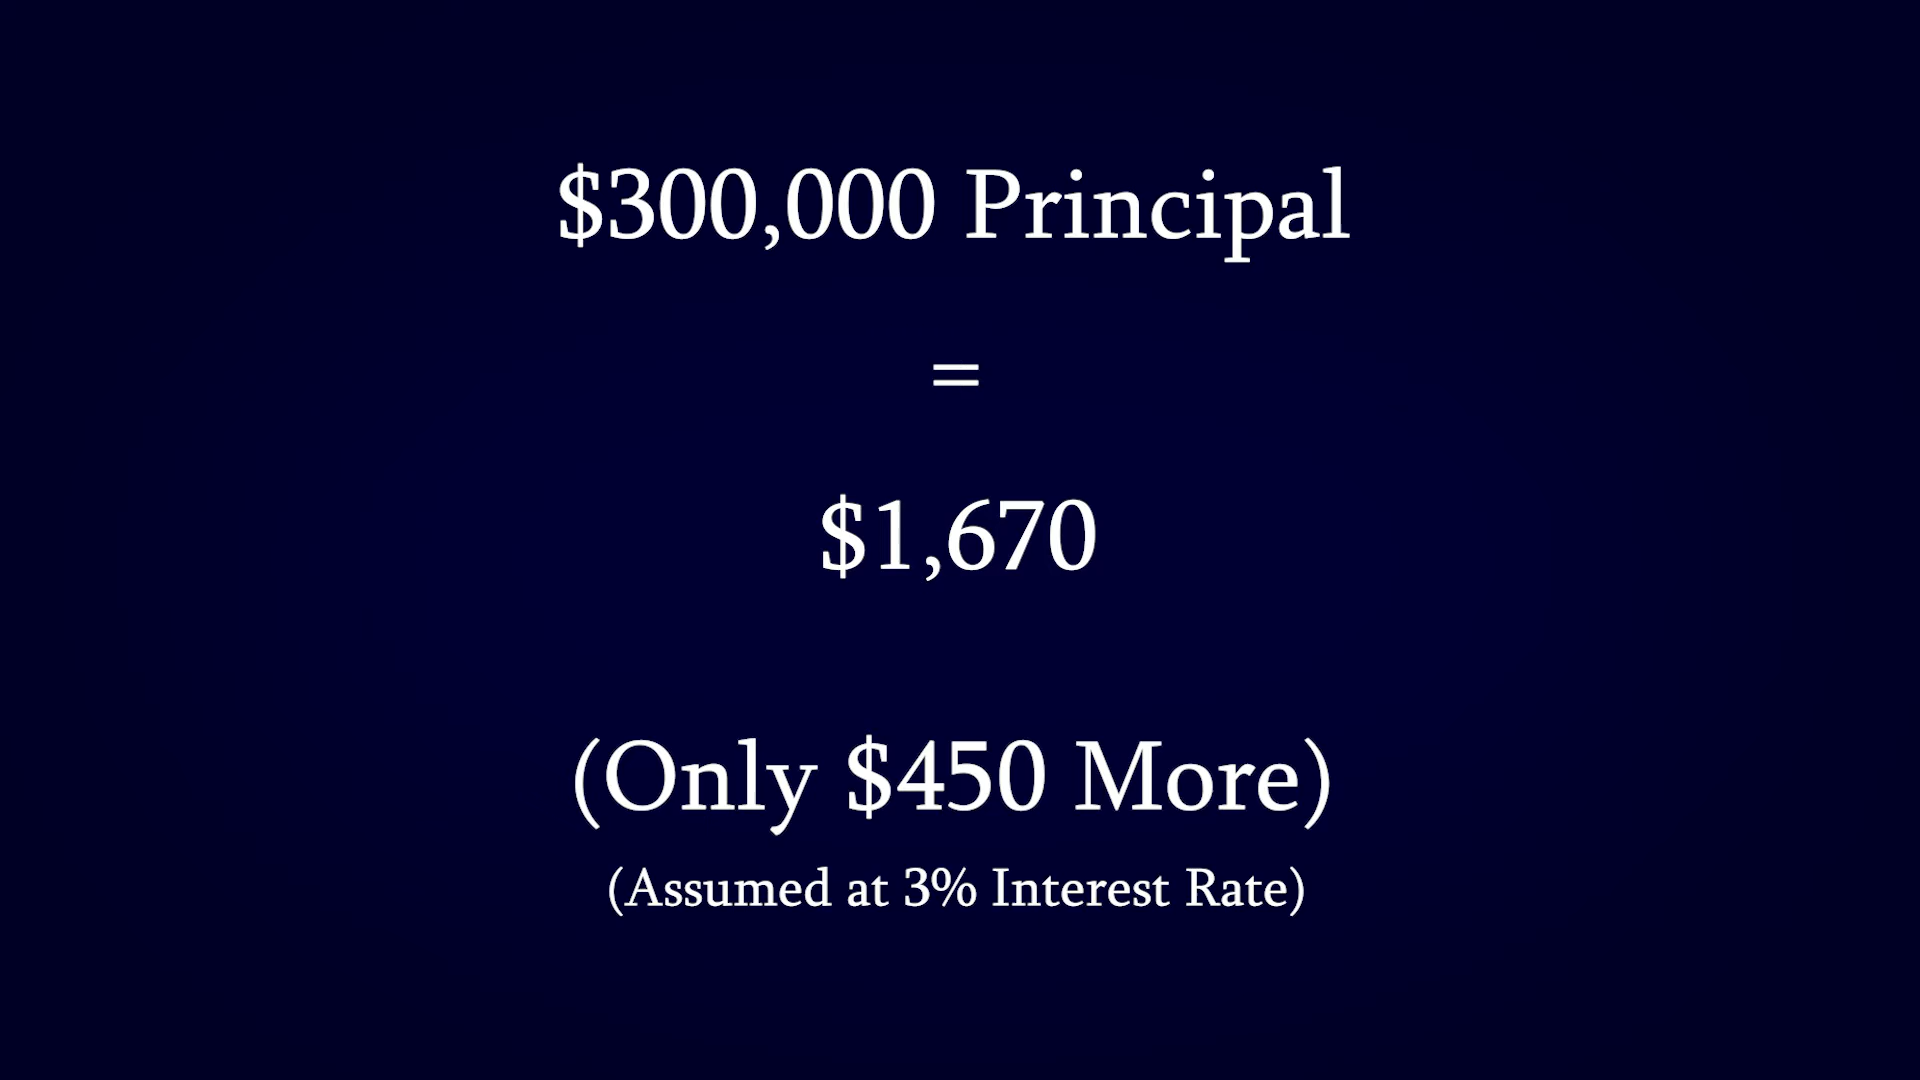 $300,000 Principal
=
$1,670
(Only $450 More)
(Assumed at 3% Interest Rate)